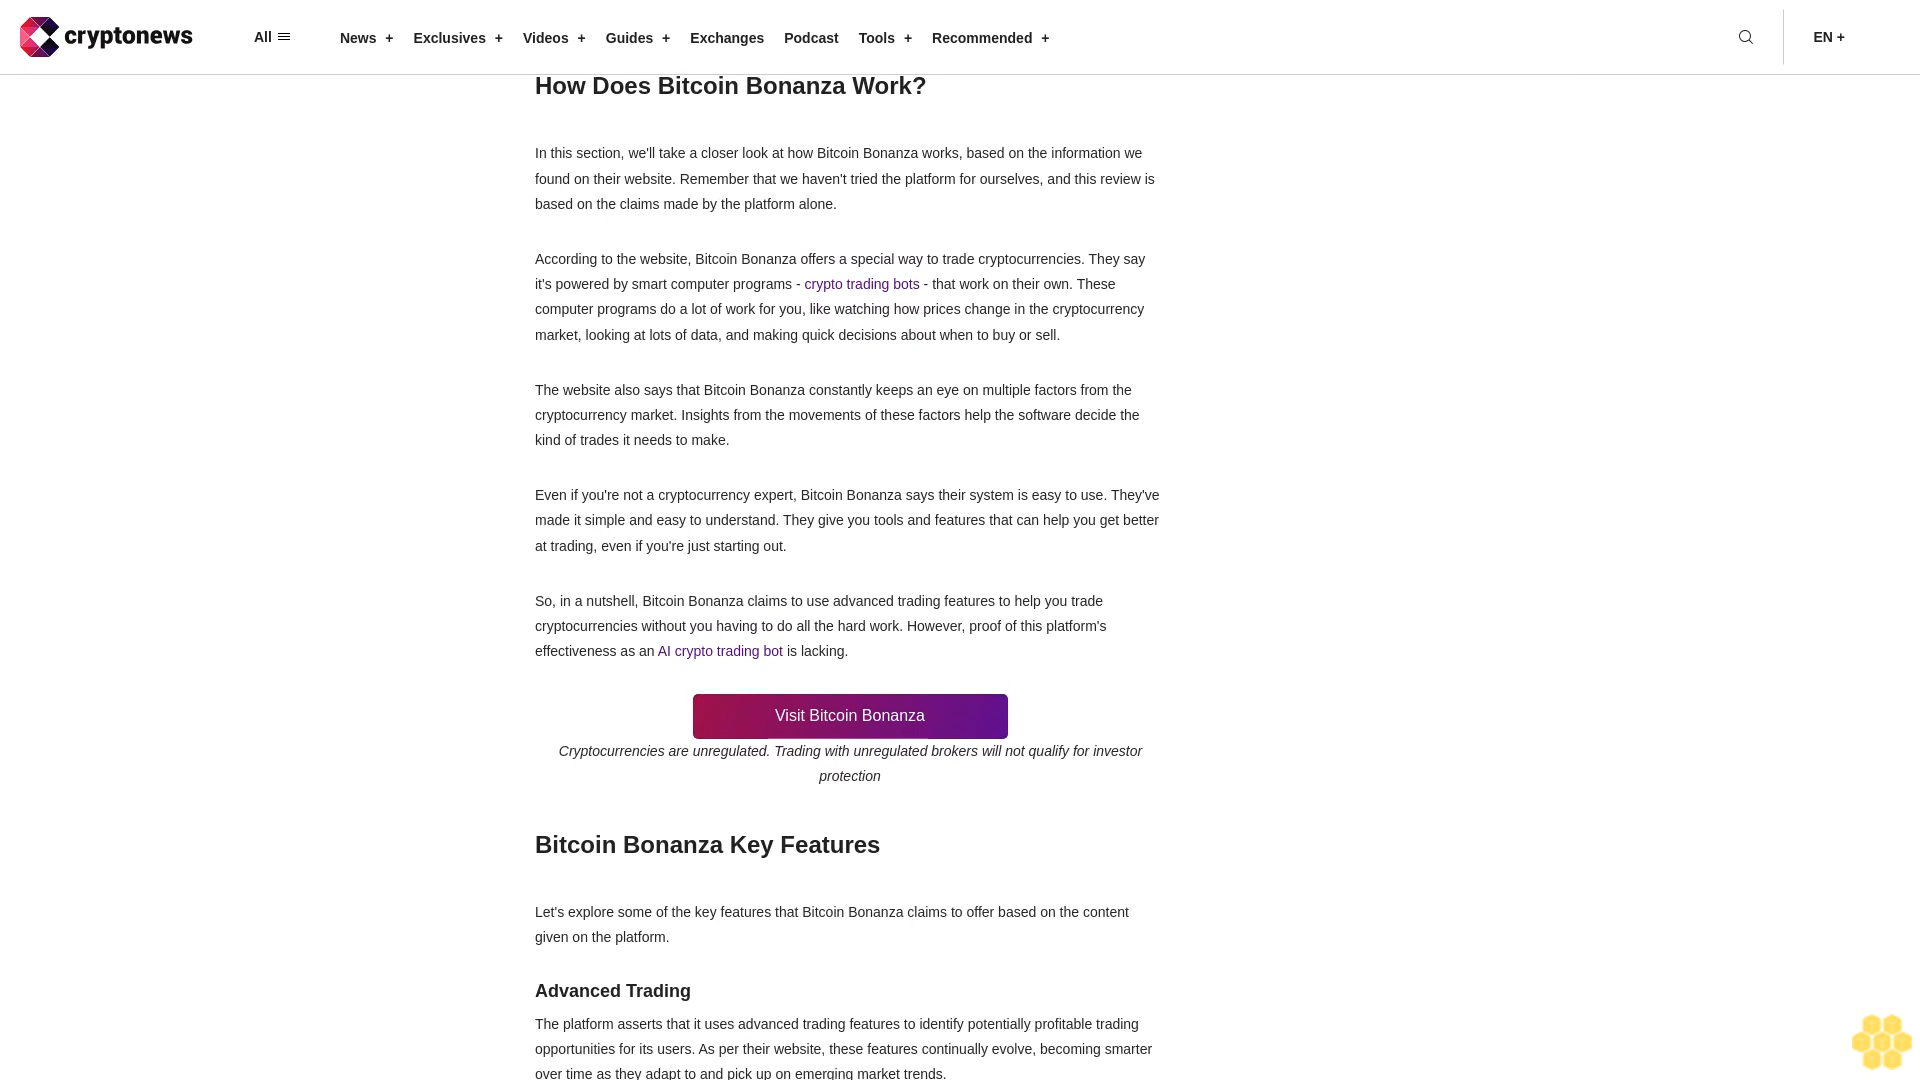 cryptonews
All
News +
Exclusives +
Videos +
Guides +
Exchanges
Podcast
Tools +
Recommended +
EN +
How Does Bitcoin Bonanza Work?
In this section, we'll take a closer look at how Bitcoin Bonanza works, based on the information we
found on their website. Remember that we haven't tried the platform for ourselves, and this review is
based on the claims made by the platform alone.
According to the website, Bitcoin Bonanza offers a special way to trade cryptocurrencies. They say
it's powered by smart computer programs - crypto trading bots - that work on their own. These
computer programs do a lot of work for you, like watching how prices change in the cryptocurrency
market, looking at lots of data, and making quick decisions about when to buy or sell.
The website also says that Bitcoin Bonanza constantly keeps an eye on multiple factors from the
cryptocurrency market. Insights from the movements of these factors help the software decide the
kind of trades it needs to make.
Even if you're not a cryptocurrency expert, Bitcoin Bonanza says their system is easy to use. They've
made it simple and easy to understand. They give you tools and features that can help you get better
at trading, even if you're just starting out.
So, in a nutshell, Bitcoin Bonanza claims to use advanced trading features to help you trade
cryptocurrencies without you having to do all the hard work. However, proof of this platform's
effectiveness as an AI crypto trading bot is lacking.
Visit Bitcoin Bonanza
Cryptocurrencies are unregulated. Trading with unregulated brokers will not qualify for investor
protection
Bitcoin Bonanza Key Features
Let's explore some of the key features that Bitcoin Bonanza claims to offer based on the content
given on the platform.
Advanced Trading
The platform asserts that it uses advanced trading features to identify potentially profitable trading
opportunities for its users. As per their website, these features continually evolve, becoming smarter
over time as they adapt to and pick up on emerging market trends.